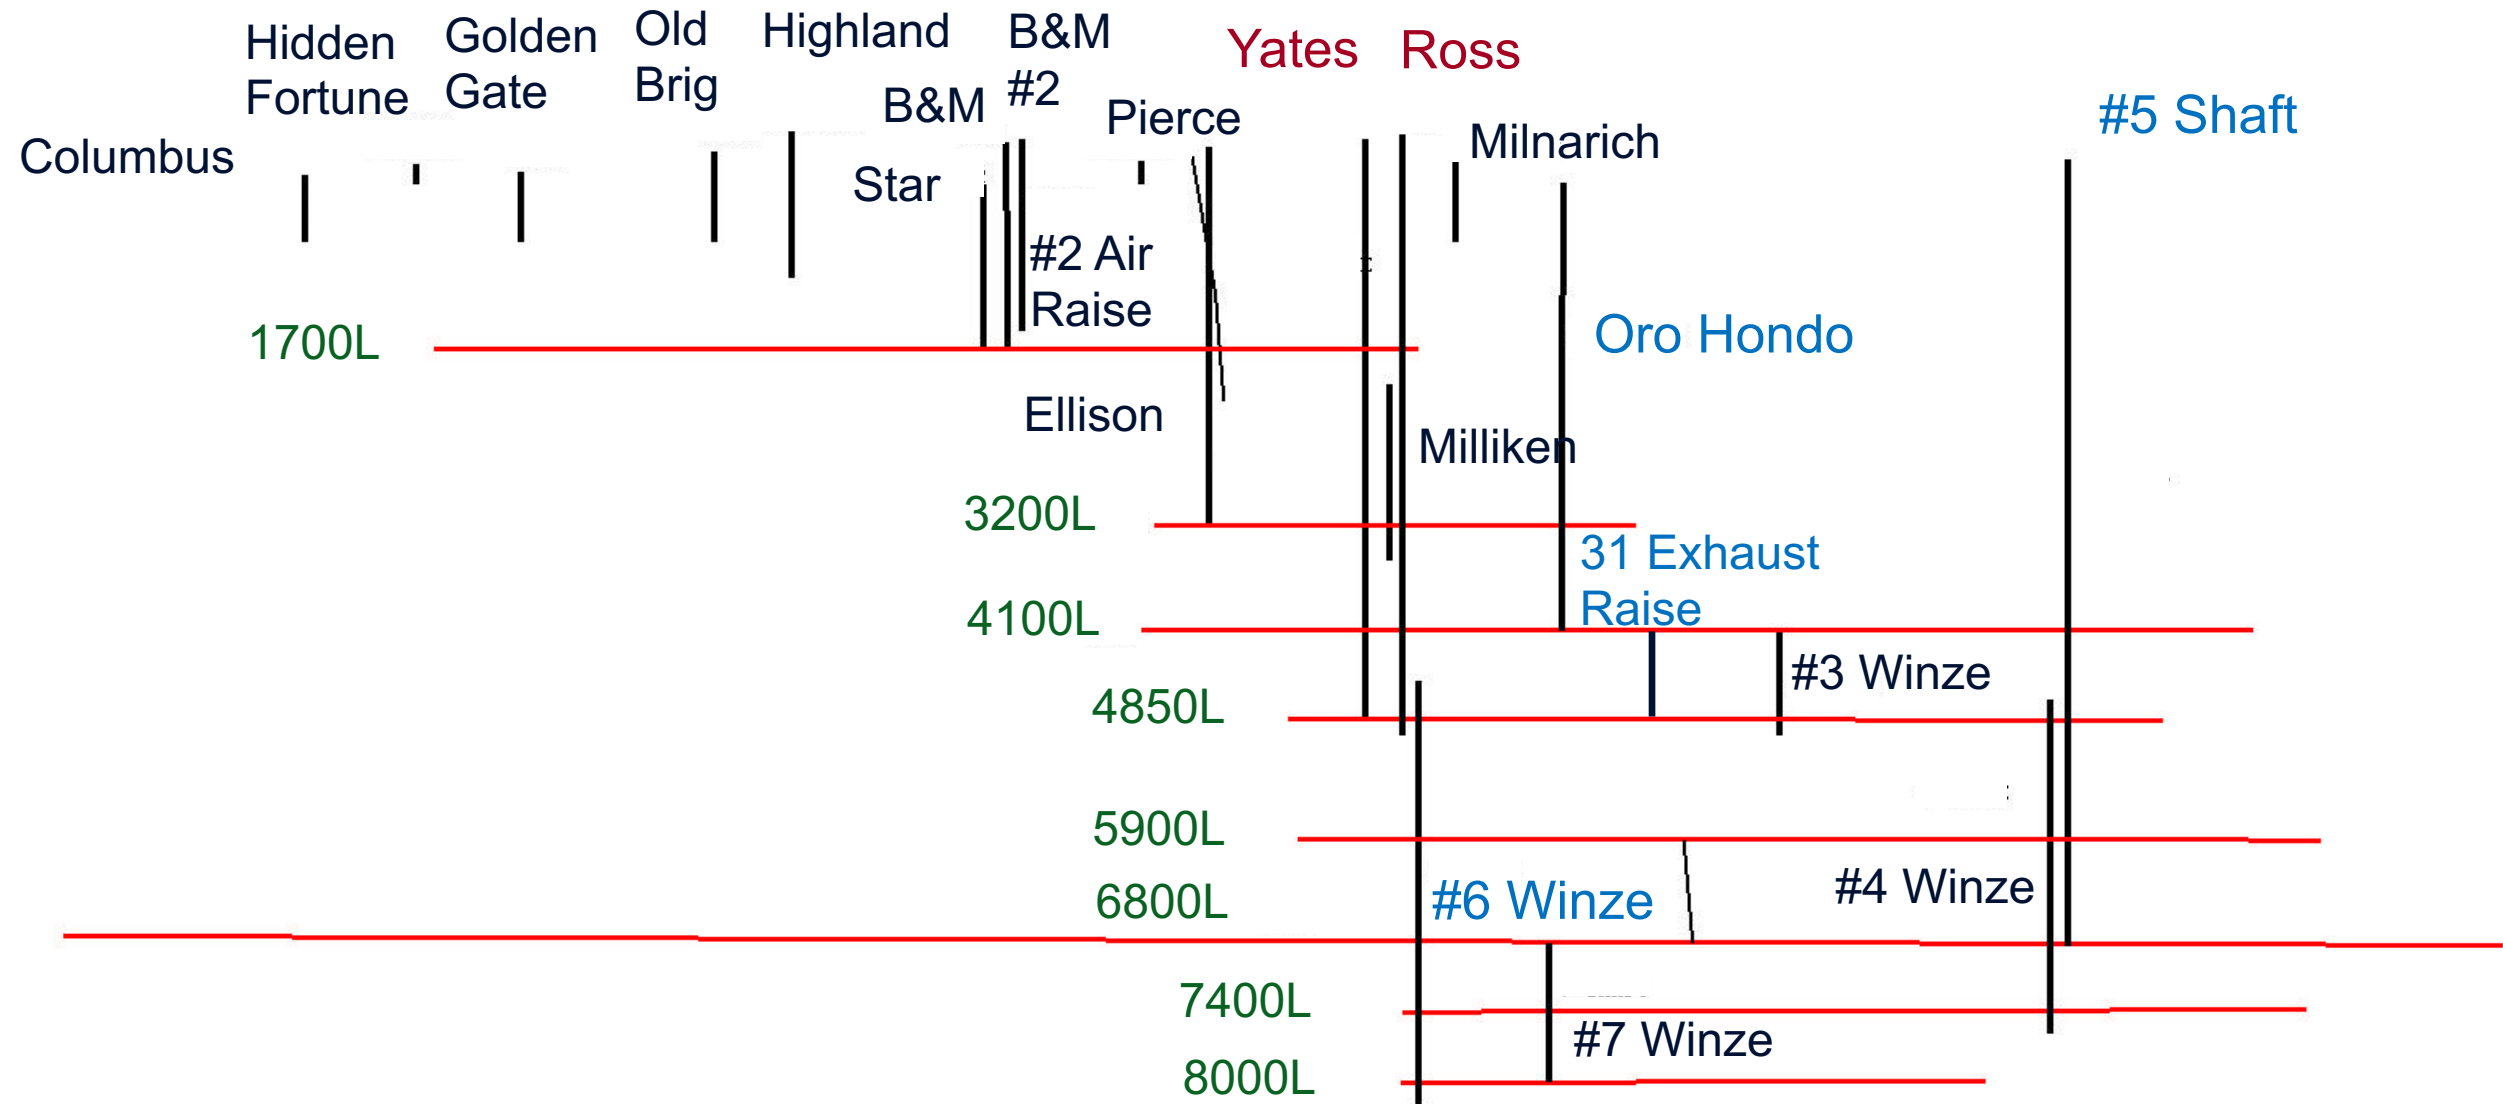 Hidden
Fortune
Golden
Gate
Old
Brig
Highland
B&M
#2
B&M
Yates
Ross
Pierce
#5 Shaft
Columbus
Star
Milnarich
#2 Air
Raise
1700L
Oro Hondo
Ellison
Milliken
3200L
31 Exhaust
Raise
4100L
#3 Winze
4850L
5900L
6800L
#6 Winze
#4 Winze
7400L
#7 Winze
8000L